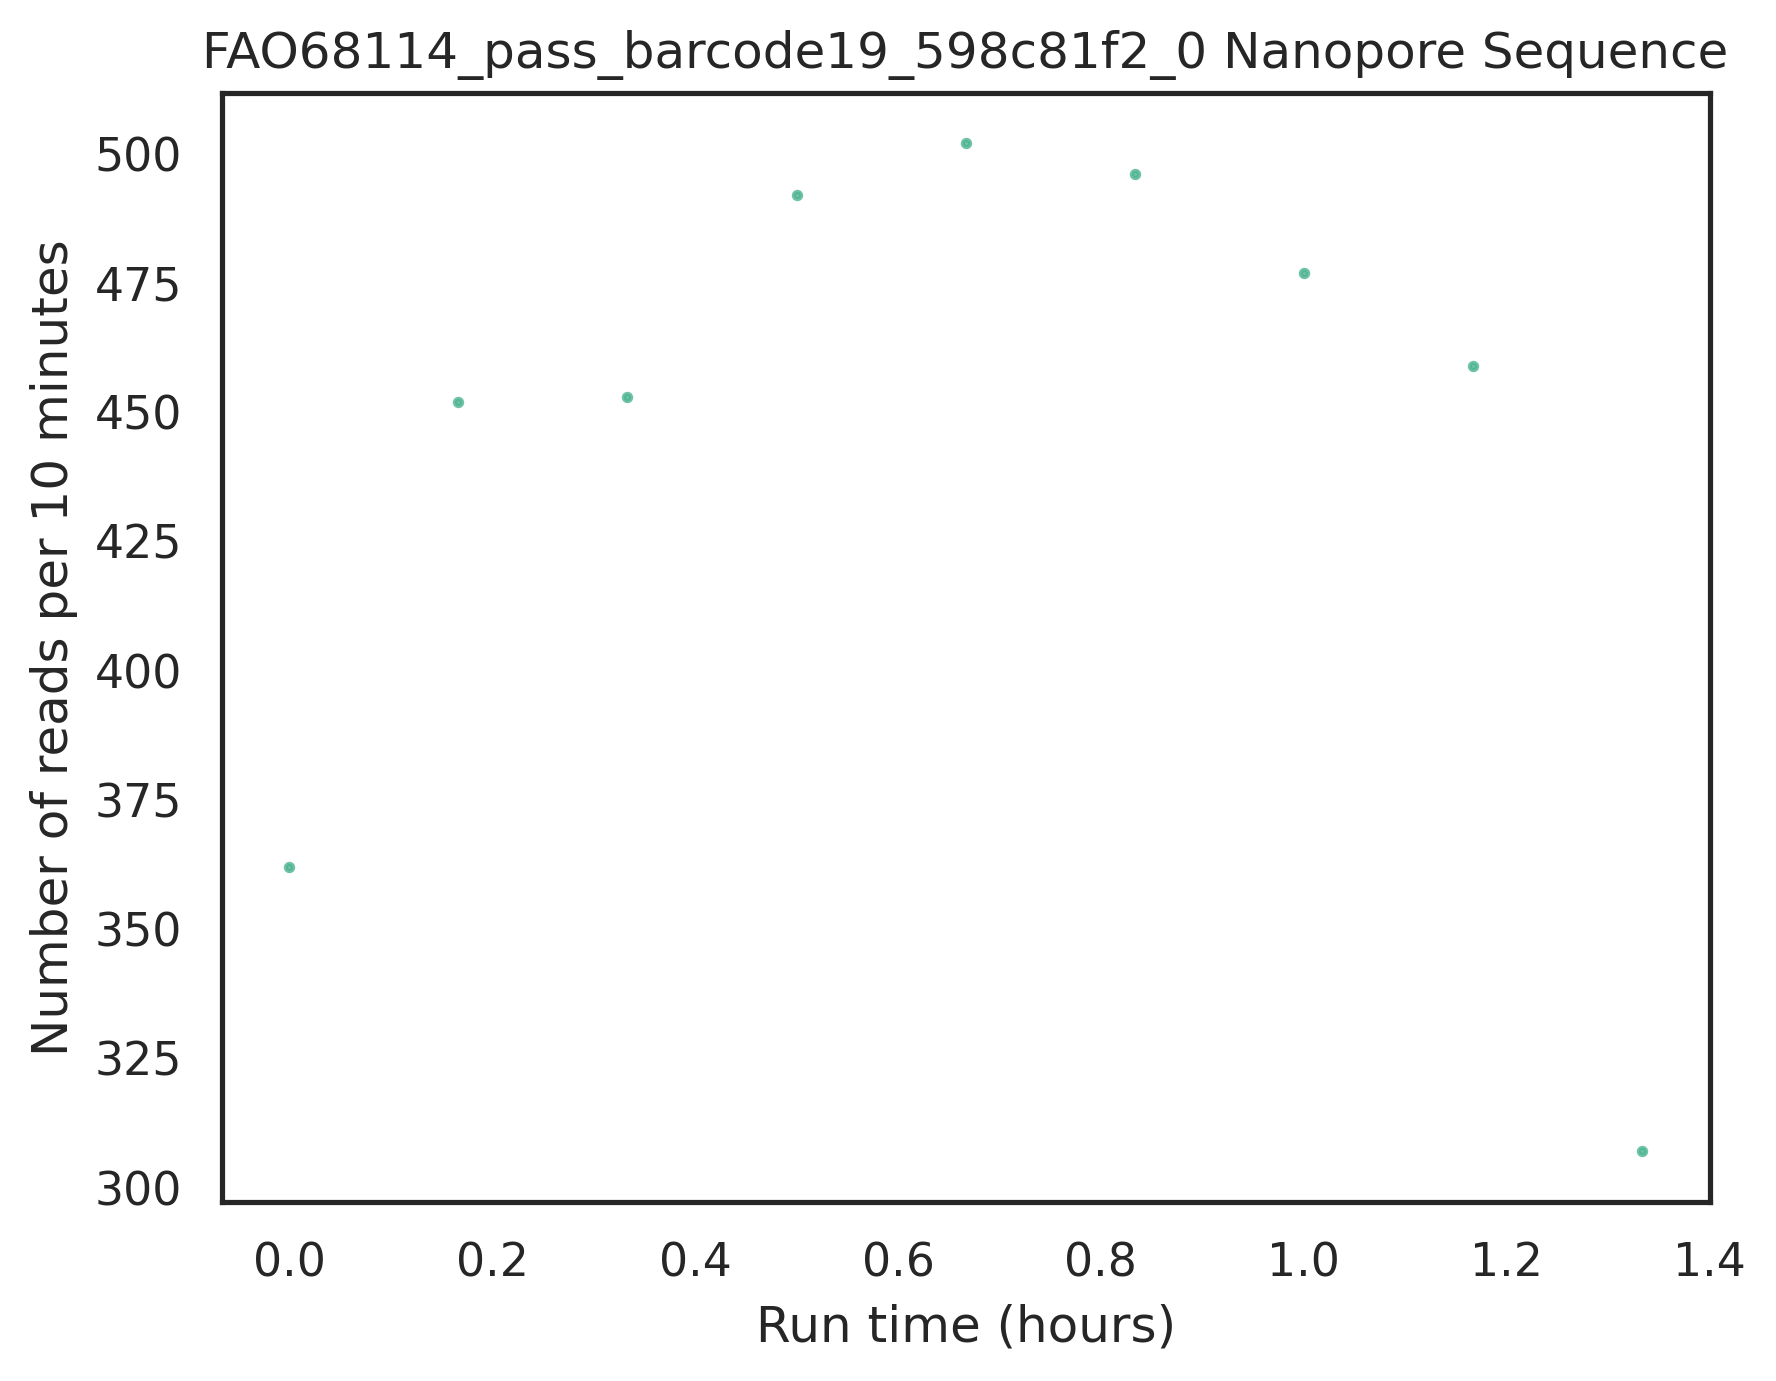 FAO68114_pass_barcode19_598c81f2_0 Nanopore Sequence
Number of reads per 10 minutes
500
475
450
425
400
375
350
325
300
0.0 0.2 0.4 0.6 0.8 1.0 1.2 1.4
Run time (hours)